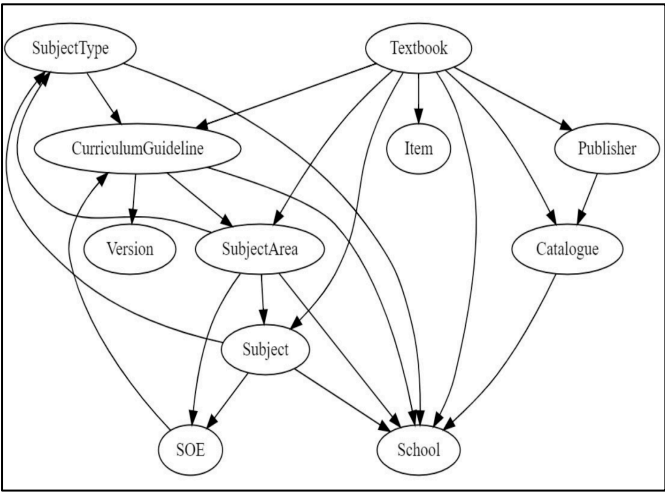 SubjectType
Textbook
CurriculumGuideline
Item
Publisher
Version
SubjectArea
Catalogue
Subject
SOE
School